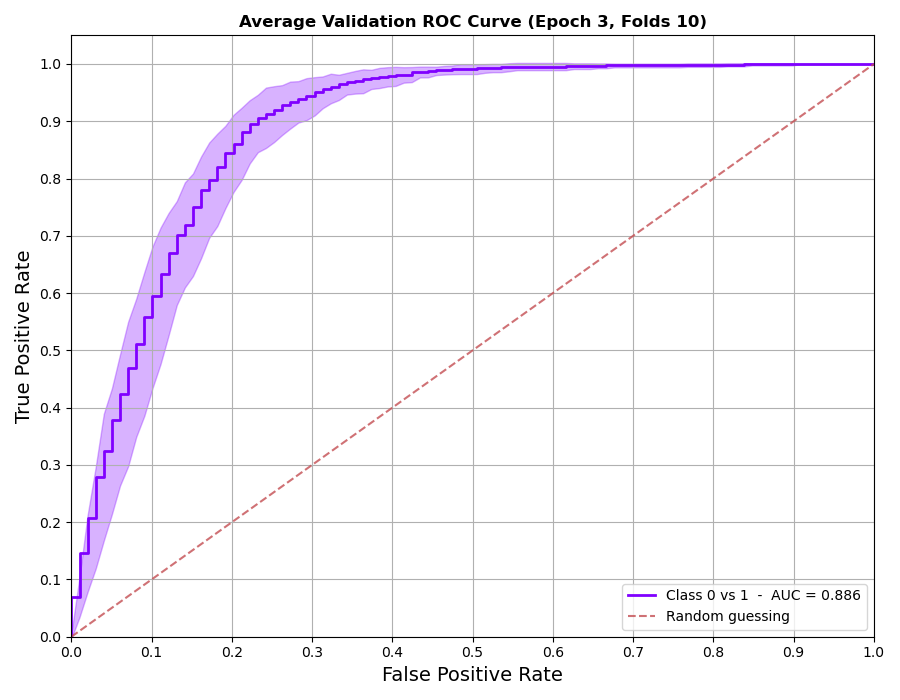 Average Validation ROC Curve (Epoch 3, Folds 10)
True Positive Rate
1.0
0.9
0.8
0.7
0.6
0.5
0.4
0.3
0.2
0.1
0.0
Class 0 vs 1 - AUC = 0.886
Random guessing
0.0 0.1 0.2 0.3 0.4 0.5 0.6 0.7 0.8 0.9 1.0
False Positive Rate